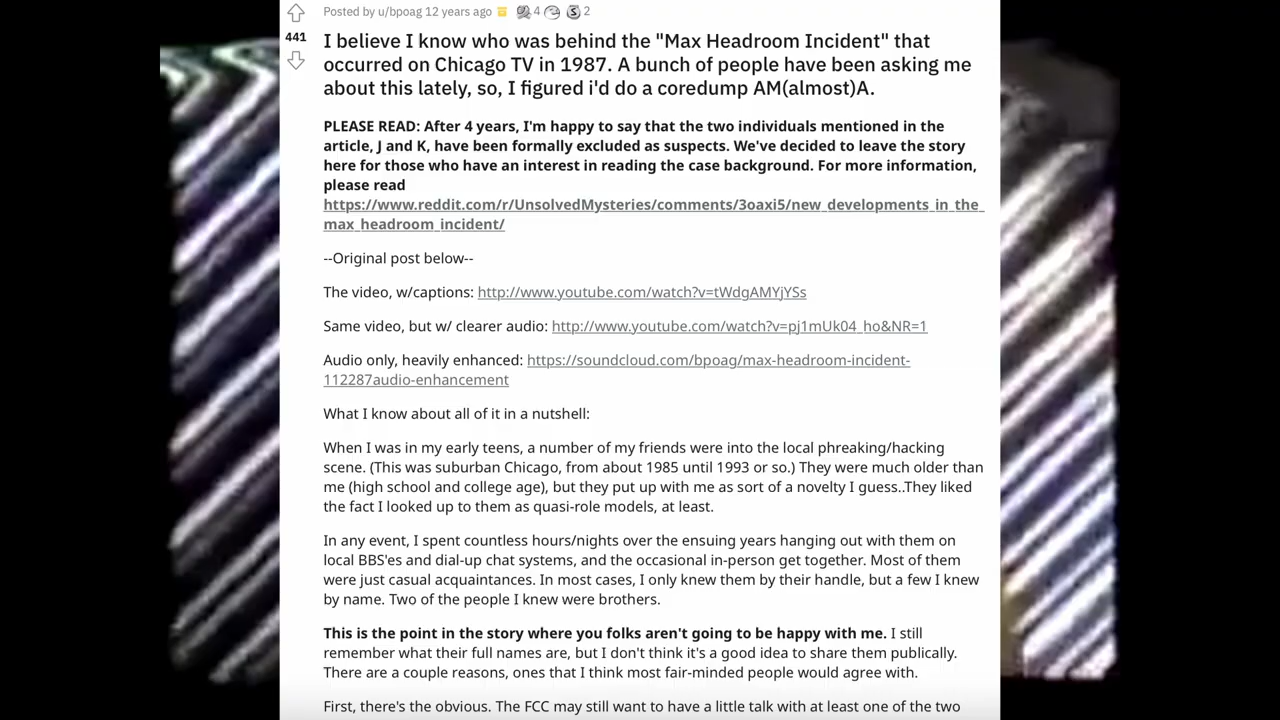 Posted by u/bpoag 12 years ago 4 S 2
441
I believe I know who was behind the "Max Headroom Incident" that
occurred on Chicago TV in 1987. A bunch of people have been asking me
about this lately, so, I figured i'd do a coredump AM(almost)A.
PLEASE READ: After 4 years, I'm happy to say that the two individuals mentioned in the
article, J and K, have been formally excluded as suspects. We've decided to leave the story
here for those who have an interest in reading the case background. For more information,
please read
https://www.reddit.com/r/UnsolvedMysteries/comments/3oaxi5/new_developments_in_the_
max_headroom_incident/
--Original post below--
The video, w/captions: http://www.youtube.com/watch?v=tWdgAMYjYSs
Same video, but w/ clearer audio: http://www.youtube.com/watch?v=pj1mUk04_ho&NR=1
Audio only, heavily enhanced: https://soundcloud.com/bpoag/max-headroom-incident-
112287audio-enhancement
What I know about all of it in a nutshell:
When I was in my early teens, a number of my friends were into the local phreaking/hacking
scene. (This was suburban Chicago, from about 1985 until 1993 or so.) They were much older than
me (high school and college age), but they put up with me as sort of a novelty I guess..They liked
the fact I looked up to them as quasi-role models, at least.
In any event, I spent countless hours/nights over the ensuing years hanging out with them on
local BBS'es and dial-up chat systems, and the occasional in-person get together. Most of them
were just casual acquaintances. In most cases, I only knew them by their handle, but a few I knew
by name. Two of the people I knew were brothers.
This is the point in the story where you folks aren't going to be happy with me. I still
remember what their full names are, but I don't think it's a good idea to share them publically.
There are a couple reasons, ones that I think most fair-minded people would agree with.
First, there's the obvious. The FCC may still want to have a little talk with at least one of the two